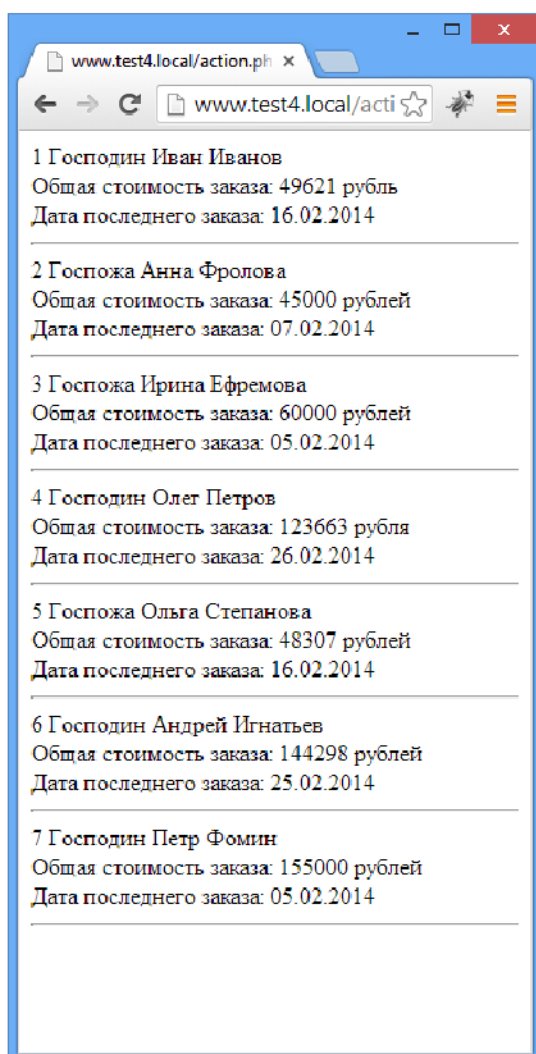 www.test4.local/action.ph
www.test4.local/acti
1 Господин Иван Иванов
Общая стоимость заказа: 49621 рубль
Дата последнего заказа: 16.02.2014
2 Госпожа Анна Фролова
Общая стоимость заказа: 45000 рублей
Дата последнего заказа: 07.02.2014
3 Госпожа Ирина Ефремова
Общая стоимость заказа: 60000 рублей
Дата последнего заказа: 05.02.2014
4 Господин Олег Петров
Общая стоимость заказа: 123663 рубля
Дата последнего заказа: 26.02.2014
5 Госпожа Ольга Степанова
Общая стоимость заказа: 48307 рублей
Дата последнего заказа: 16.02.2014
6 Господин Андрей Игнатьев
Общая стоимость заказа: 144298 рублей
Дата последнего заказа: 25.02.2014
7 Господин Петр Фомин
Общая стоимость заказа: 155000 рублей
Дата последнего заказа: 05.02.2014